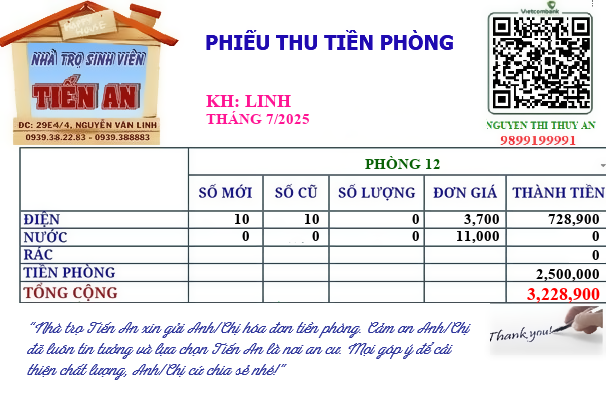 Vietcombank
HAPPY
HOME
NHÀ TRỌ SINH VIÊN
TIẾN AN
ĐC: 29E4/4, NGUYỄN VĂN LINH
0939.38.22.83 - 0939.388883
PHIẾU THU TIỀN PHÒNG
KH: LINH
THÁNG 7/2025
NGUYEN THI THUY AN
9899199991
PHÒNG 12
SỐ MỚI SỐ CŨ SỐ LƯỢNG ĐƠN GIÁ THÀNH TIỀN
ĐIỆN 10 10 0 3,700 728,900
NƯỚC 0 0 0 11,000 0
RÁC 0
TIỀN PHÒNG 2,500,000
TỔNG CỘNG 3,228,900
"Nhà trọ Tiến An xin gửi Anh/Chị hóa đơn tiền phòng. Cảm ơn Anh/Chị
đã luôn tin tưởng và lựa chọn Tiến An là nơi an cư. Mọi góp ý để cải
thiện chất lượng, Anh/Chị cứ chia sẻ nhé!"
Thank you!